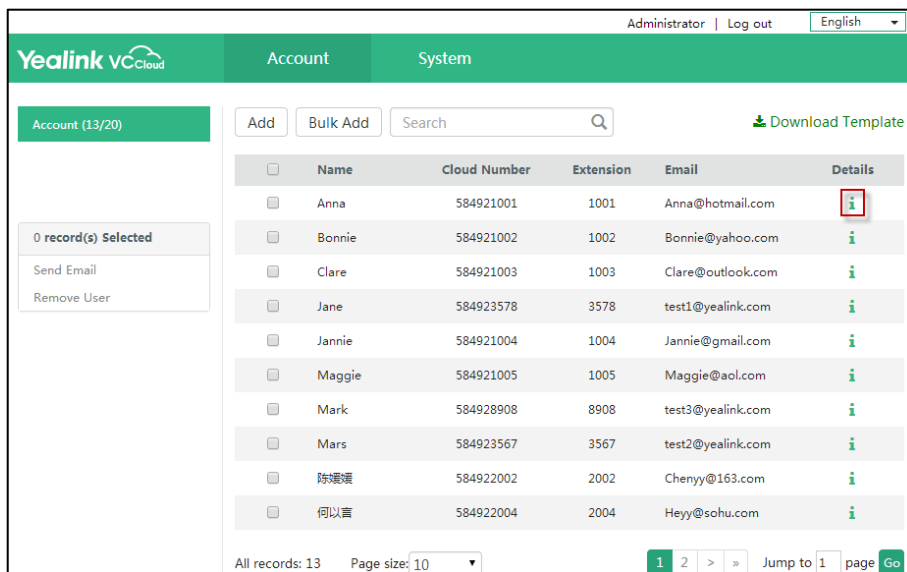 Administrator | Log out English
Yealink VCCloud Account System
Account (13/20)
Add Bulk Add Search Download Template
Name Cloud Number Extension Email Details
Anna 584921001 1001 Anna@hotmail.com
0 record(s) Selected
Bonnie 584921002 1002 Bonnie@yahoo.com
Send Email
Clare 584921003 1003 Clare@outlook.com
Remove User
Jane 584923578 3578 test1@yealink.com
Jannie 584921004 1004 Jannie@gmail.com
Maggie 584921005 1005 Maggie@aol.com
Mark 584928908 8908 test3@yealink.com
Mars 584923567 3567 test2@yealink.com
陈媛媛 584922002 2002 Chenyy@163.com
何以言 584922004 2004 Heyy@sohu.com
All records: 13 Page size: 10 1 2 > » Jump to 1 page Go